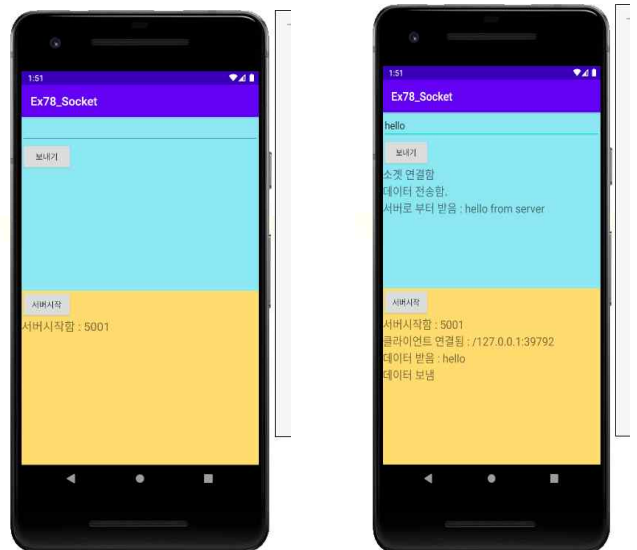 1:51
Ex78_Socket
보내기
서버시작
서버시작함 : 5001
1:51
Ex78_Socket
hello
보내기
소켓 연결함
데이터 전송함.
서버로 부터 받음 : hello from server
서버시작
서버시작함 : 5001
클라이언트 연결됨 : /127.0.0.1:39792
데이터 받음 : hello
데이터 보냄